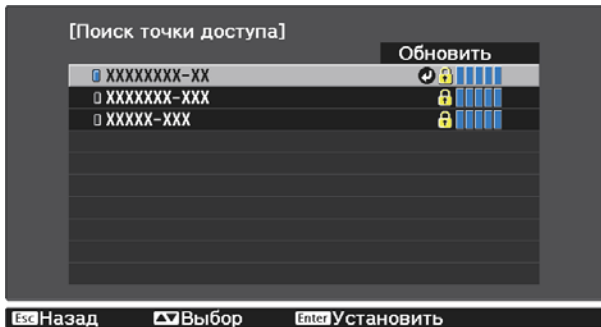 [Поиск точки доступа]
Обновить
XXXXXXXX-XX
XXXXXXX-XXX
XXXXX-XXX
Esc Назад Выбор Enter Установить